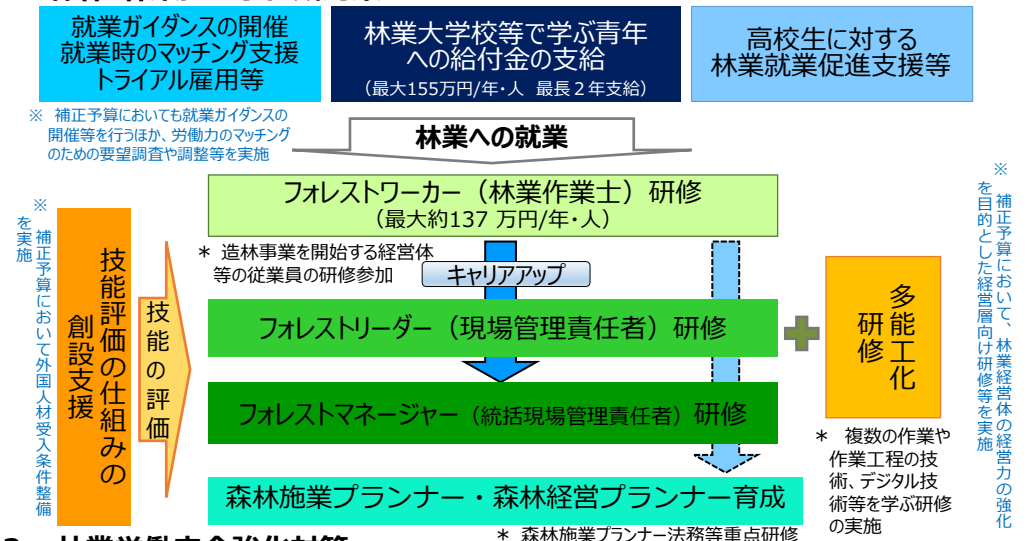 就業ガイダンスの開催
就業時のマッチング支援
トライアル雇用等
林業大学校等で学ぶ青年
への給付金の支給
（最大155万円/年・人　最長２年支給）
高校生に対する
林業就業促進支援等
※　補正予算においても就業ガイダンスの
開催等を行うほか、労働力のマッチング
のための要望調査や調整等を実施
林業への就業
フォレストワーカー（林業作業士）研修
（最大約137 万円/年・人）
＊ 造林事業を開始する経営体
等の従業員の研修参加
キャリアアップ
フォレストリーダー（現場管理責任者）研修
フォレストマネージャー（統括現場管理責任者）研修
森林施業プランナー・森林経営プランナー育成
＊ 森林施業プランナー法務等重点研修
※　補正予算において外国人材受入条件整備
を実施
技能評価の仕組みの
創設支援
技能の評価
多能工化
研修
＊　複数の作業や
作業工程の技
術、デジタル技
術等を学ぶ研修
の実施
※　補正予算において、林業経営体の経営力の強化
を目的とした経営層向け研修等を実施